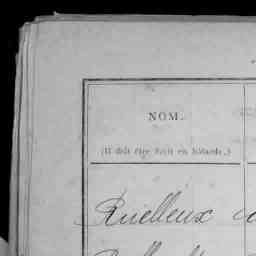 NOM.
(Il doit être écrit en bâtarde.)
Ruelleux